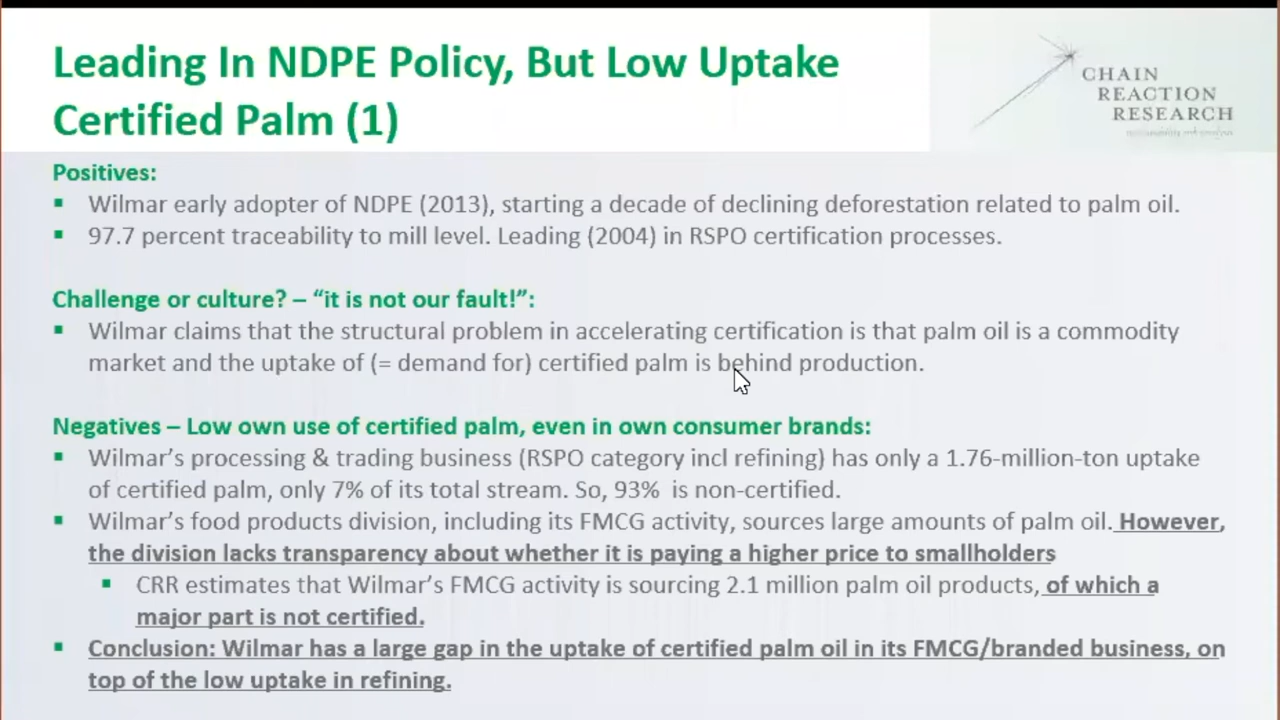 Leading In NDPE Policy, But Low Uptake
Certified Palm (1)
CHAIN
REACTION
RESEARCH
Positives:
▪ Wilmar early adopter of NDPE (2013), starting a decade of declining deforestation related to palm oil.
▪ 97.7 percent traceability to mill level. Leading (2004) in RSPO certification processes.
Challenge or culture? – “it is not our fault!”:
▪ Wilmar claims that the structural problem in accelerating certification is that palm oil is a commodity
market and the uptake of (= demand for) certified palm is behind production.
Negatives – Low own use of certified palm, even in own consumer brands:
▪ Wilmar’s processing & trading business (RSPO category incl refining) has only a 1.76-million-ton uptake
of certified palm, only 7% of its total stream. So, 93% is non-certified.
▪ Wilmar’s food products division, including its FMCG activity, sources large amounts of palm oil. However,
the division lacks transparency about whether it is paying a higher price to smallholders
▪ CRR estimates that Wilmar’s FMCG activity is sourcing 2.1 million palm oil products, of which a
major part is not certified.
▪ Conclusion: Wilmar has a large gap in the uptake of certified palm oil in its FMCG/branded business, on
top of the low uptake in refining.